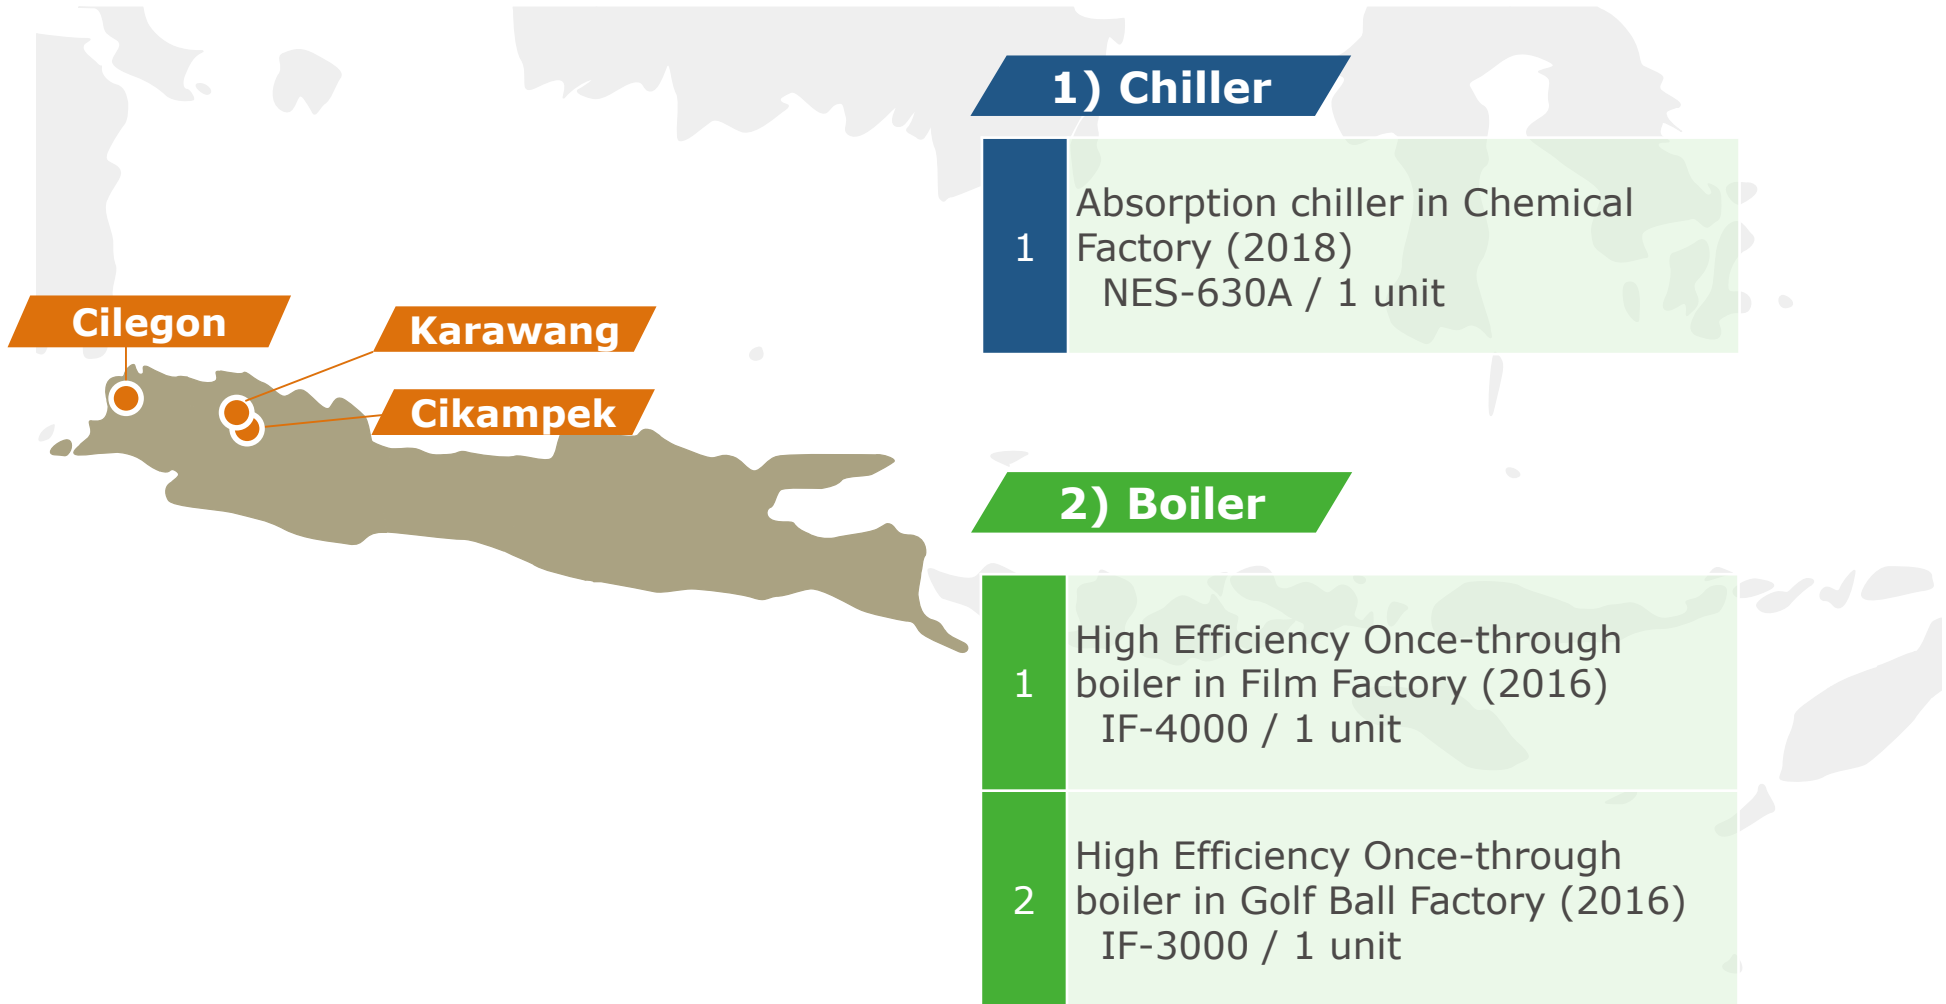 Cilegon
Karawang
Cikampek
1) Chiller
1
Absorption chiller in Chemical
Factory (2018)
NES-630A / 1 unit
2) Boiler
1
High Efficiency Once-through
boiler in Film Factory (2016)
IF-4000 / 1 unit
2
High Efficiency Once-through
boiler in Golf Ball Factory (2016)
IF-3000 / 1 unit